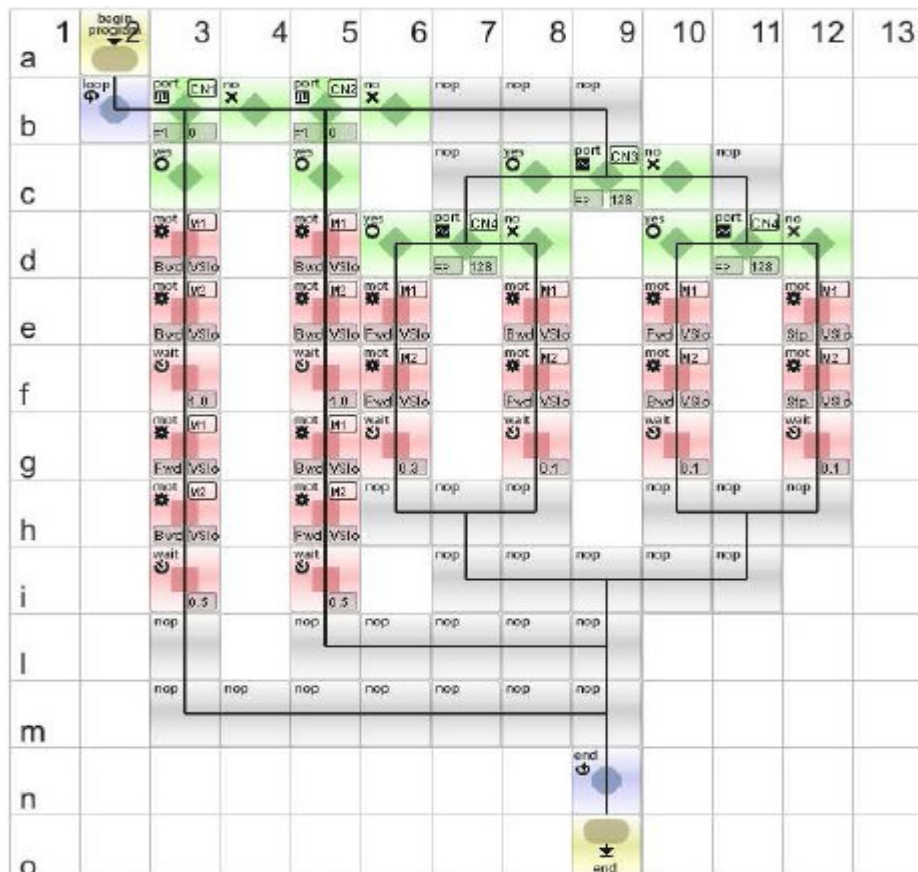 1 2 3 4 5 6 7 8 9 10 11 12 13
a begin program
b loop port CN1 no port CN2 no nop nop nop
=1 0 =1 0
c yes yes nop yes port CN3 no nop
=> 128
d mot M1 mot M1 yes port CN4 no yes port CN4 no
Bwd VSlo Bwd VSlo => 128 => 128
e mot M2 mot M2 mot M1 mot M1 mot M1 mot M1
Bwd VSlo Bwd VSlo Fwd VSlo Bwd VSlo Fwd VSlo Stp VSlo
f wait wait mot M2 mot M2 mot M2 mot M2
1.0 1.0 Fwd VSlo Fwd VSlo Bwd VSlo Stp VSlo
g mot M1 mot M1 wait wait wait wait
Fwd VSlo Bwd VSlo 0.1 0.1 0.1
h mot M2 mot M2 nop nop nop nop nop nop
Bwd VSlo Fwd VSlo
i wait wait nop nop nop nop nop
0.5 0.5
l nop nop nop nop nop nop
m nop nop nop nop nop nop nop
n end
o end